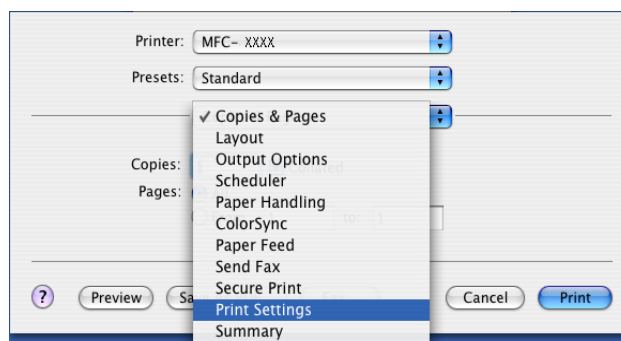 Printer: MFC- XXXX
Presets: Standard
✓ Copies & Pages
Layout
Output Options
Copies:
Scheduler
Pages:
Paper Handling
ColorSync
to: 1
Paper Feed
Send Fax
Secure Print
? Preview Sa Cancel Print
Print Settings
Summary